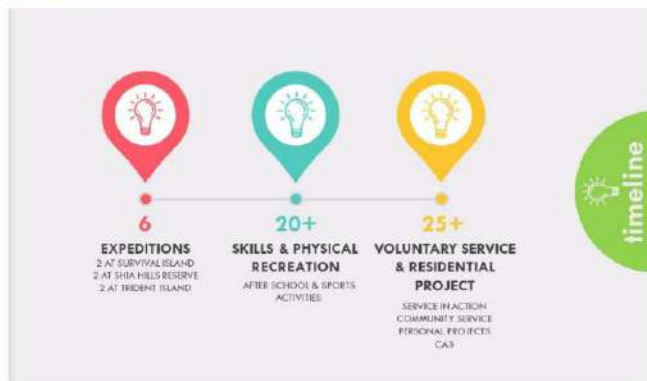 6
EXPEDITIONS
2 AT SURVIVAL ISLAND
2 AT SHIA HILLS RESERVE
2 AT TRIDENT ISLAND
20+
SKILLS & PHYSICAL
RECREATION
AFTER SCHOOL & SPORTS
ACTIVITIES
25+
VOLUNTARY SERVICE
& RESIDENTIAL
PROJECT
SERVICE IN ACTION
COMMUNITY SERVICE
PERSONAL PROJECTS
CAS
timeline